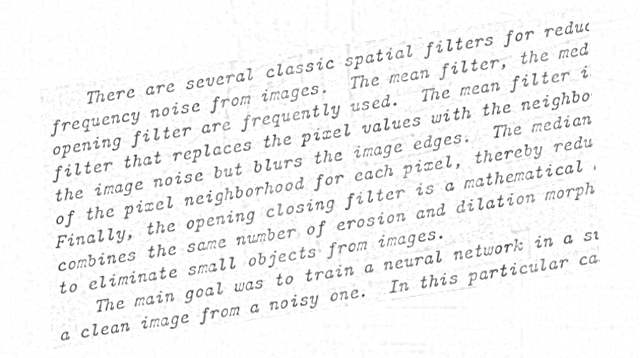 There are several classic spatial filters for reduc
frequency noise from images. The mean filter, the med
opening filter are frequently used. The mean filter i
filter that replaces the pixel values with the neighbo
the image noise but blurs the image edges. The median
of the pixel neighborhood for each pixel, thereby redu
Finally, the opening closing filter is a mathematical
combines the same number of erosion and dilation morph
to eliminate small objects from images.
The main goal was to train a neural network in a su
a clean image from a noisy one. In this particular ca